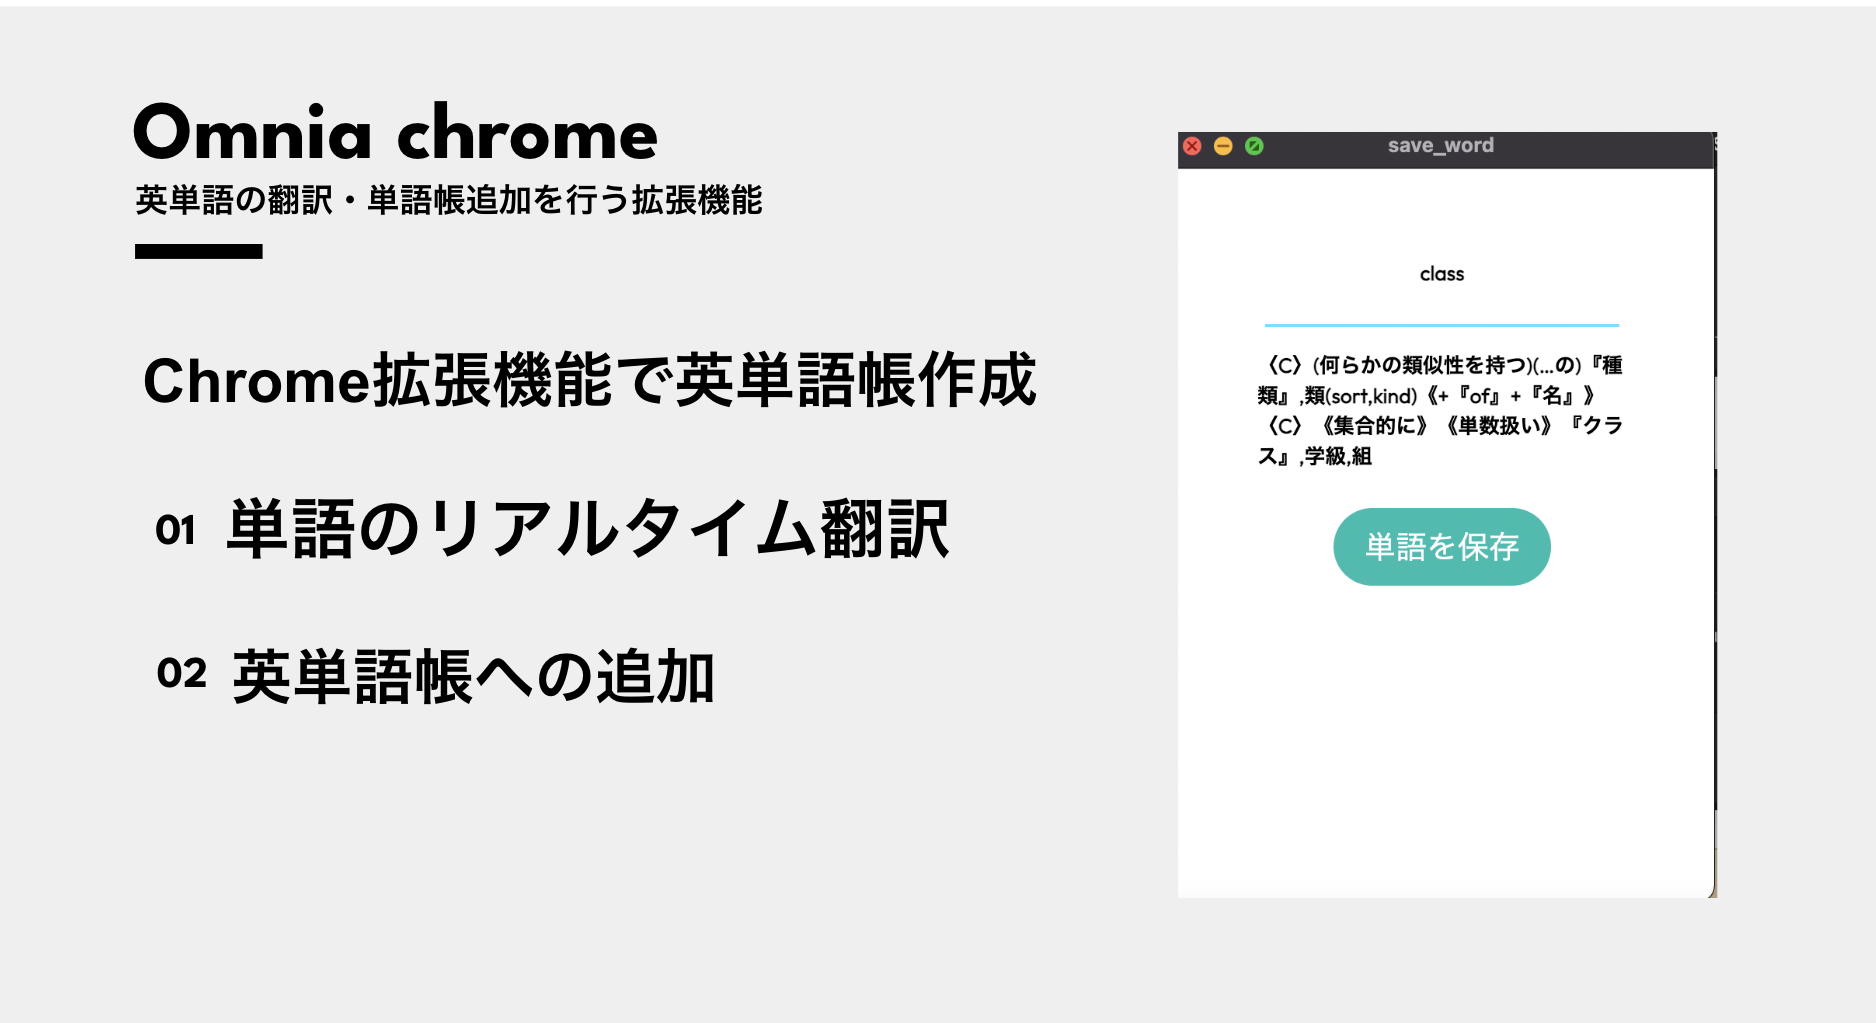 Omnia chrome
英単語の翻訳・単語帳追加を行う拡張機能
Chrome拡張機能で英単語帳作成
01 単語のリアルタイム翻訳
02 英単語帳への追加
save_word
class
〈C〉(何らかの類似性を持つ)(...の)『種
類』,類(sort,kind)《+『of』+『名』》
〈C〉《集合的に》《単数扱い》『クラ
ス』,学級,組
単語を保存